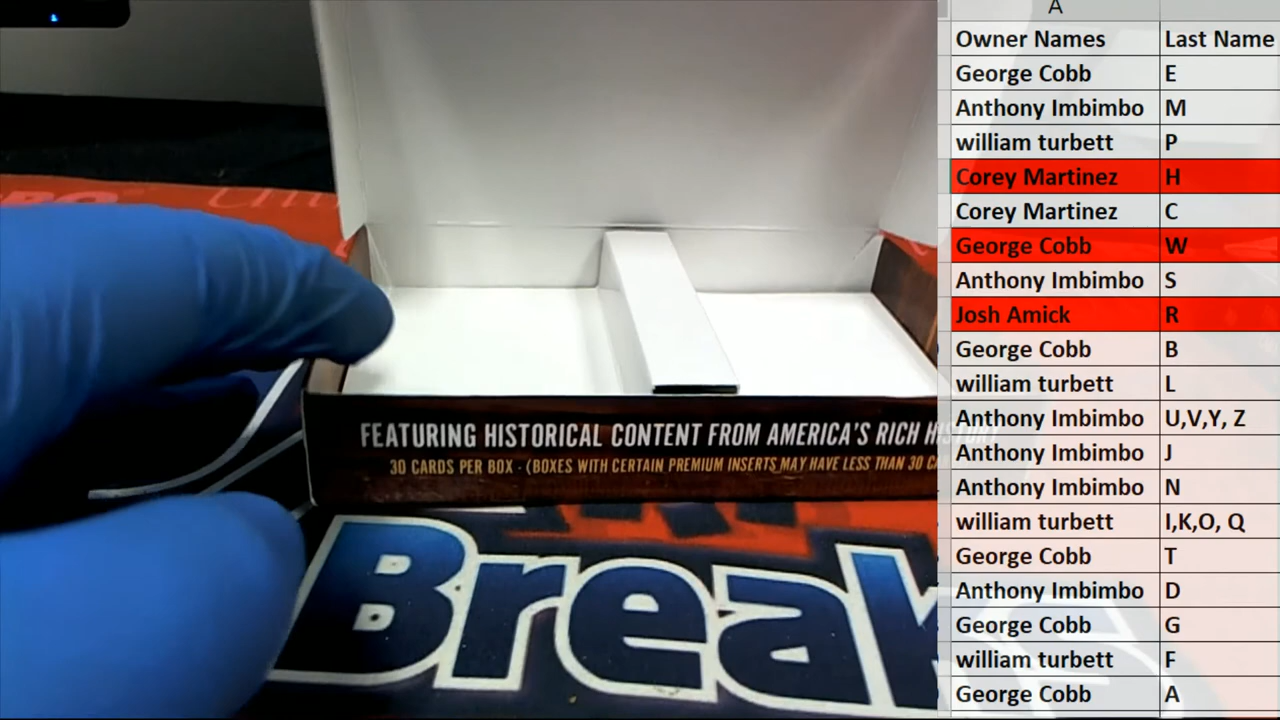 A
Owner Names Last Name
George Cobb E
Anthony Imbimbo M
william turbett P
Corey Martinez H
Corey Martinez C
George Cobb W
Anthony Imbimbo S
Josh Amick R
George Cobb B
william turbett L
Anthony Imbimbo U,V,Y, Z
Anthony Imbimbo J
Anthony Imbimbo N
william turbett I,K,O, Q
George Cobb T
Anthony Imbimbo D
George Cobb G
william turbett F
George Cobb A
FEATURING HISTORICAL CONTENT FROM AMERICA'S RICH HISTORY
30 CARDS PER BOX - (BOXES WITH CERTAIN PREMIUM INSERTS MAY HAVE LESS THAN 30 CA
Break